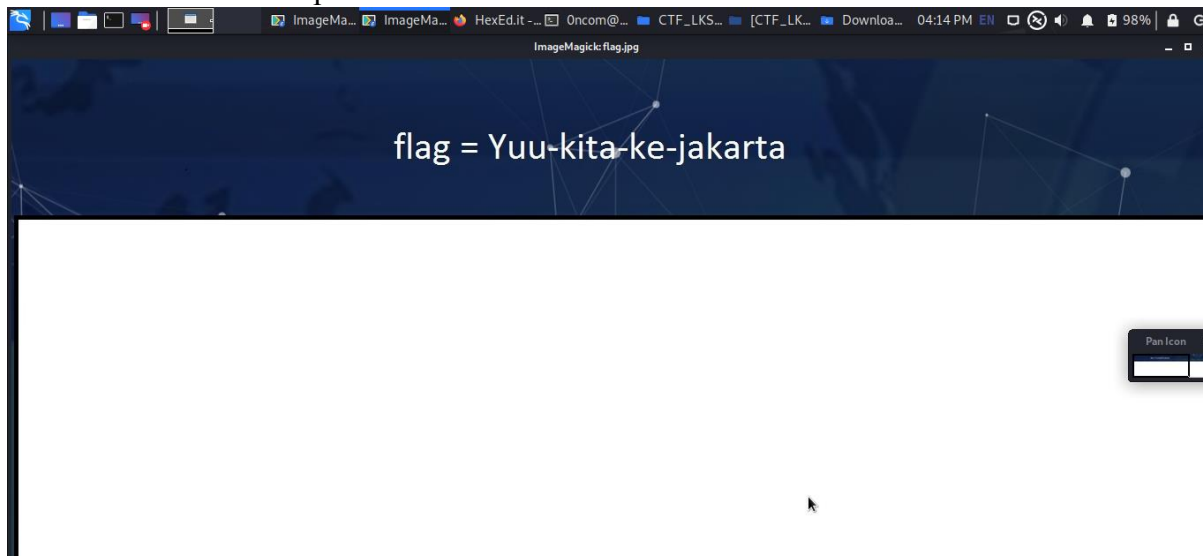 ImageMa... ImageMa... HexEd.it -... 0ncom@... CTF_LKS... [CTF_LK... Downloa... 04:14 PM EN 98% G
ImageMagick: flag.jpg
flag = Yuu-kita-ke-jakarta
Pan Icon